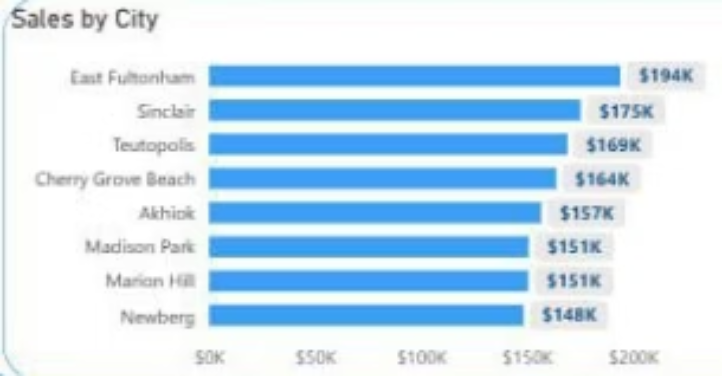 Sales by City
East Fultonham $194K
Sinclair $175K
Teutopolis $169K
Cherry Grove Beach $164K
Akhiok $157K
Madison Park $151K
Marion Hill $151K
Newberg $148K
$0K $50K $100K $150K $200K